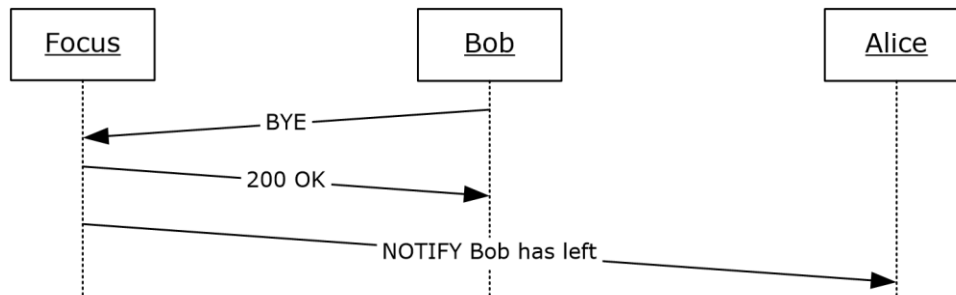 Focus
Bob
Alice
BYE
200 OK
NOTIFY Bob has left